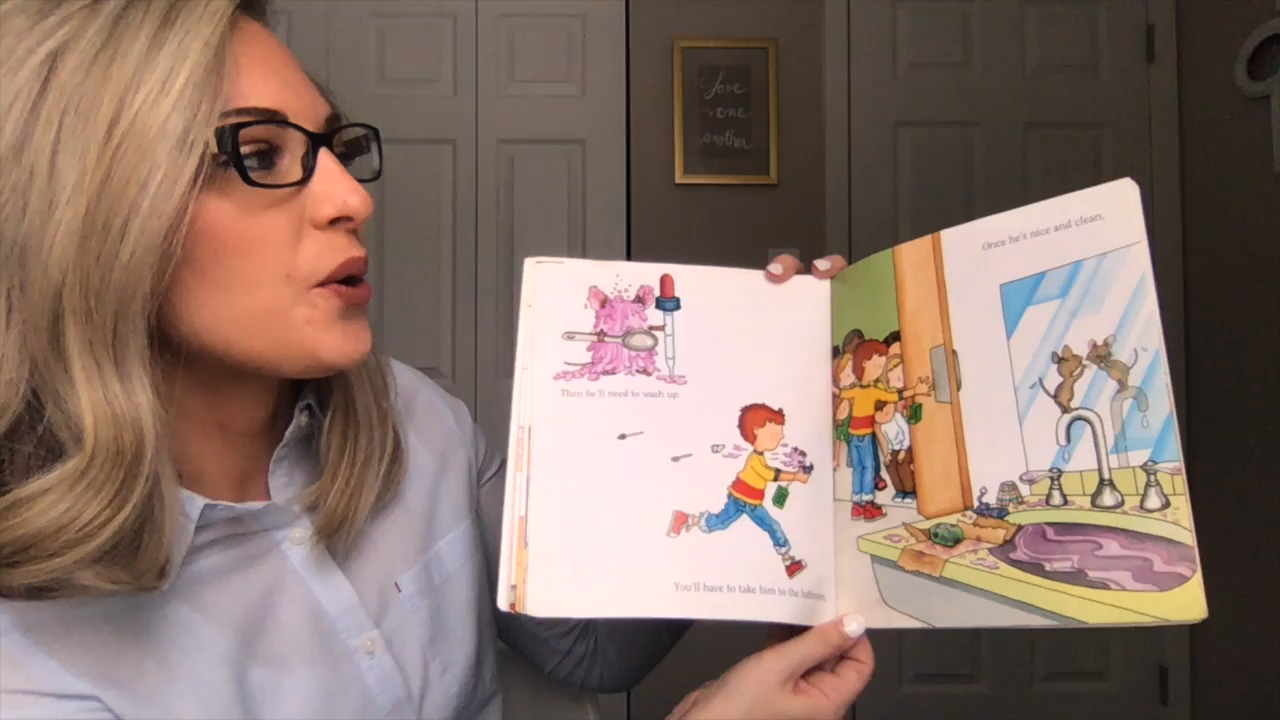 Love
one
another
Then he'll need to wash up.
You'll have to take him to the bathroom.
Once he's nice and clean,